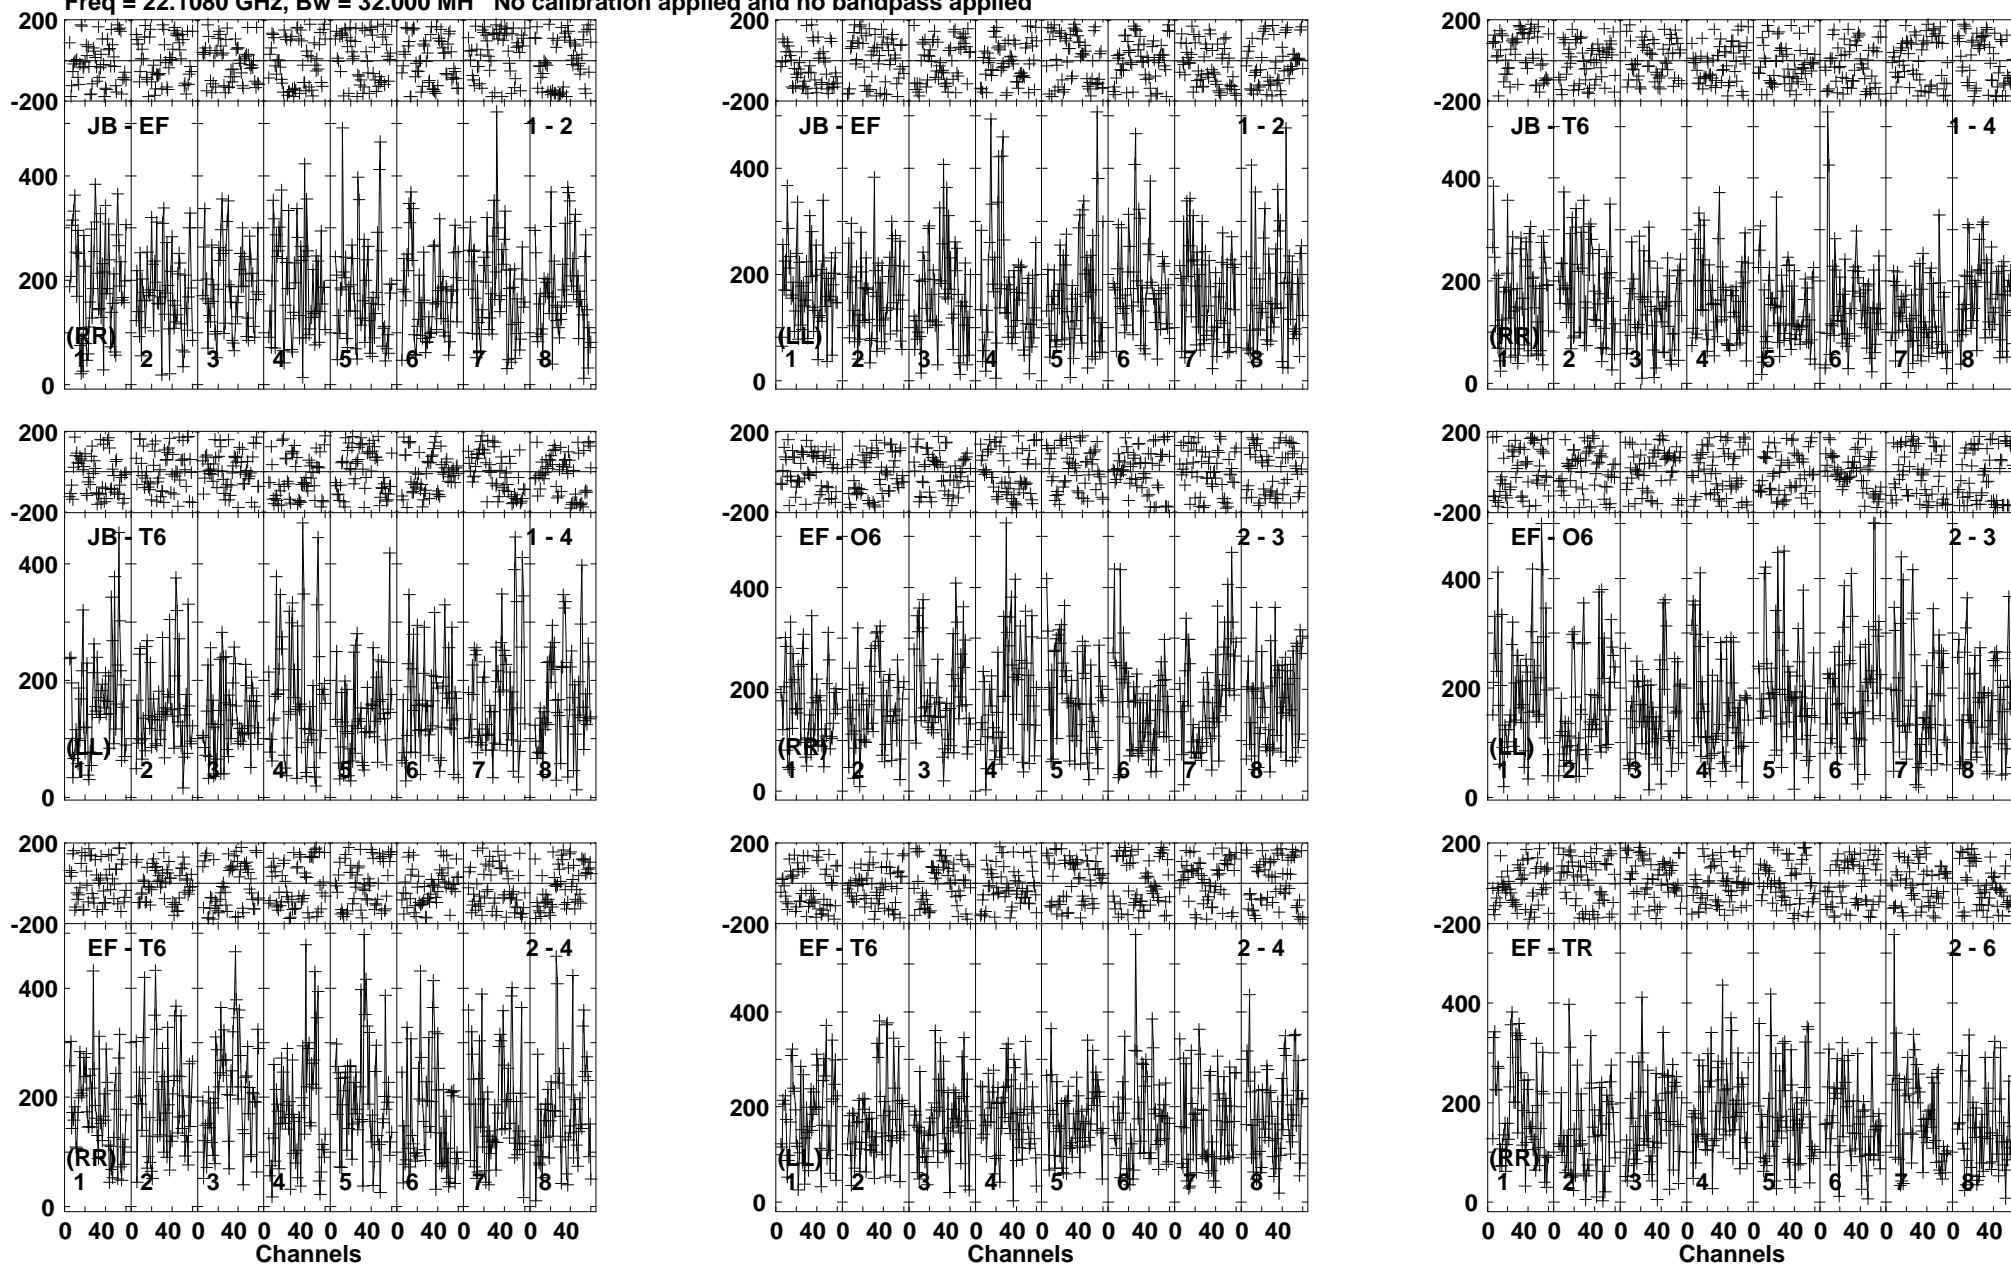 Freq = 22.1080 GHz, Bw = 32.000 MH No calibration applied and no bandpass applied
200 200 200
-200 -200 -200
JB - EF 1 - 2 JB - EF 1 - 2 JB - T6 1 - 4
400 400 400
200 200 200
(RR) (LL) (RR)
1 2 3 4 5 6 7 8 1 2 3 4 5 6 7 8 1 2 3 4 5 6 7 8
0 0 0
200 200 200
-200 -200 -200
JB - T6 1 - 4 EF - O6 2 - 3 EF - O6 2 - 3
400 400 400
200 200 200
(LL) (RR) (LL)
1 2 3 4 5 6 7 8 1 2 3 4 5 6 7 8 1 2 3 4 5 6 7 8
0 0 0
200 200 200
-200 -200 -200
EF - T6 2 - 4 EF - T6 2 - 4 EF - TR 2 - 6
400 400 400
200 200 200
(RR) (LL) (RR)
1 2 3 4 5 6 7 8 1 2 3 4 5 6 7 8 1 2 3 4 5 6 7 8
0 0 0
0 40 0 40 0 40 0 40 0 40 0 40 0 40 0 40 0 40 0 40 0 40 0 40 0 40 0 40 0 40 0 40 0 40 0 40 0 40 0 40 0 40 0 40 0 40 0 40
Channels Channels Channels